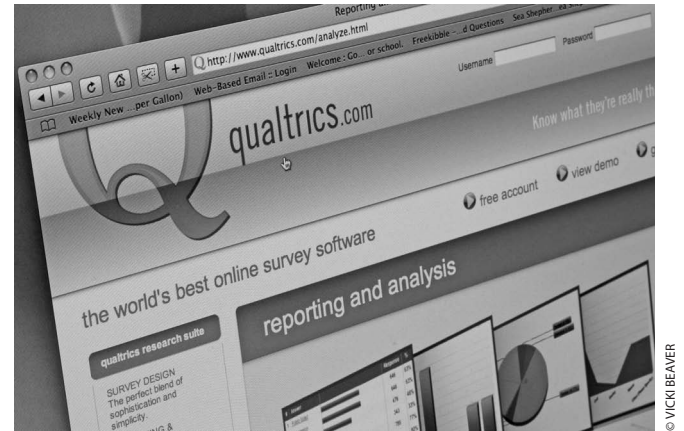 Reporting
http://www.qualtrics.com/analyze.html
Weekly New ...per Gallon) Web-Based Email :: Login Welcome : Go... or school. Freekibble – ...d Questions Sea Shepher
Username Password
qualtrics.com
Know what they're really th
free account view demo g
the world's best online survey software
reporting and analysis
qualtrics research suite
SURVEY DESIGN
The perfect blend of
sophistication and
simplicity.
© VICKI BEAVER